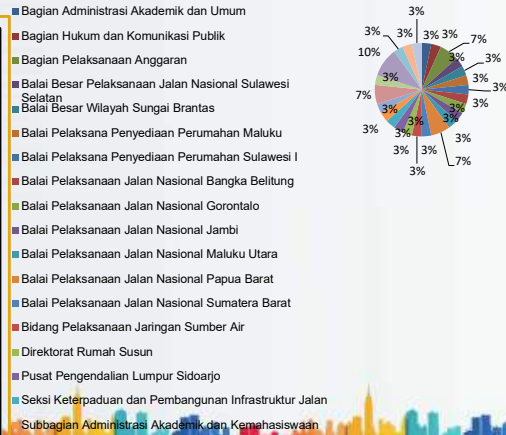 Bagian Administrasi Akademik dan Umum
Bagian Hukum dan Komunikasi Publik
Bagian Pelaksanaan Anggaran
Balai Besar Pelaksanaan Jalan Nasional Sulawesi
Selatan
Balai Besar Wilayah Sungai Brantas
Balai Pelaksana Penyediaan Perumahan Maluku
Balai Pelaksana Penyediaan Perumahan Sulawesi I
Balai Pelaksanaan Jalan Nasional Bangka Belitung
Balai Pelaksanaan Jalan Nasional Gorontalo
Balai Pelaksanaan Jalan Nasional Jambi
Balai Pelaksanaan Jalan Nasional Maluku Utara
Balai Pelaksanaan Jalan Nasional Papua Barat
Balai Pelaksanaan Jalan Nasional Sumatera Barat
Bidang Pelaksanaan Jaringan Sumber Air
Direktorat Rumah Susun
Pusat Pengendalian Lumpur Sidoarjo
Seksi Keterpaduan dan Pembangunan Infrastruktur Jalan
Subbagian Administrasi Akademik dan Kemahasiswaan
3%
3%
3%
3%
3%
7%
3%
3%
3%
3%
3%
3%
3%
3%
7%
3%
3%
3%
3%
3%
3%
3%
7%
3%
10%